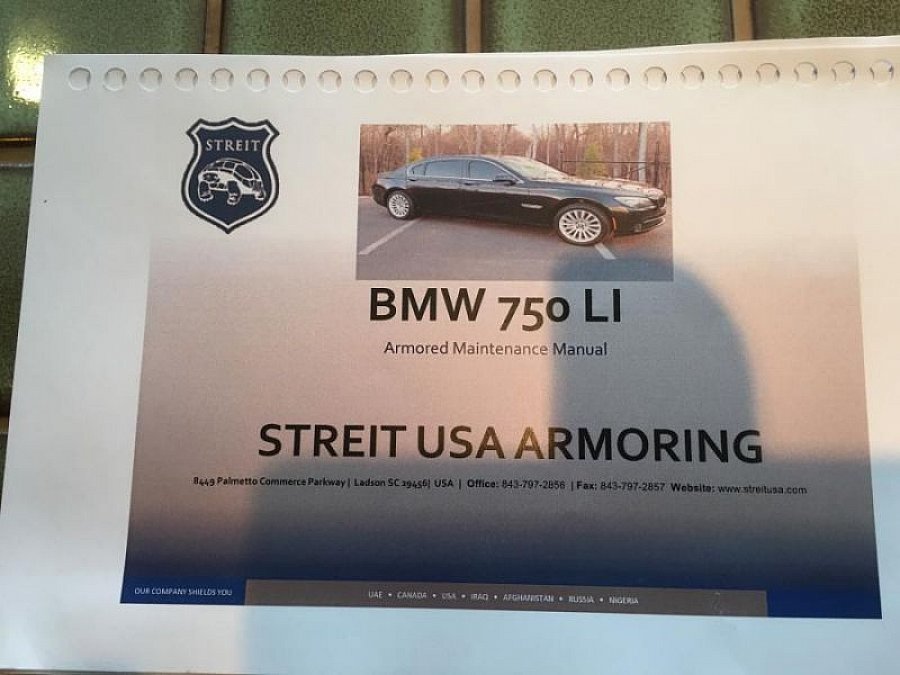 STREIT
BMW 750 LI
Armored Maintenance Manual
STREIT USA ARMORING
8449 Palmetto Commerce Parkway | Ladson SC 29456| USA | Office: 843-797-2856 | Fax: 843-797-2857 Website: www.streitusa.com
OUR COMPANY SHIELDS YOU
UAE • CANADA • USA • IRAQ • AFGHANISTAN • RUSSIA • NIGERIA